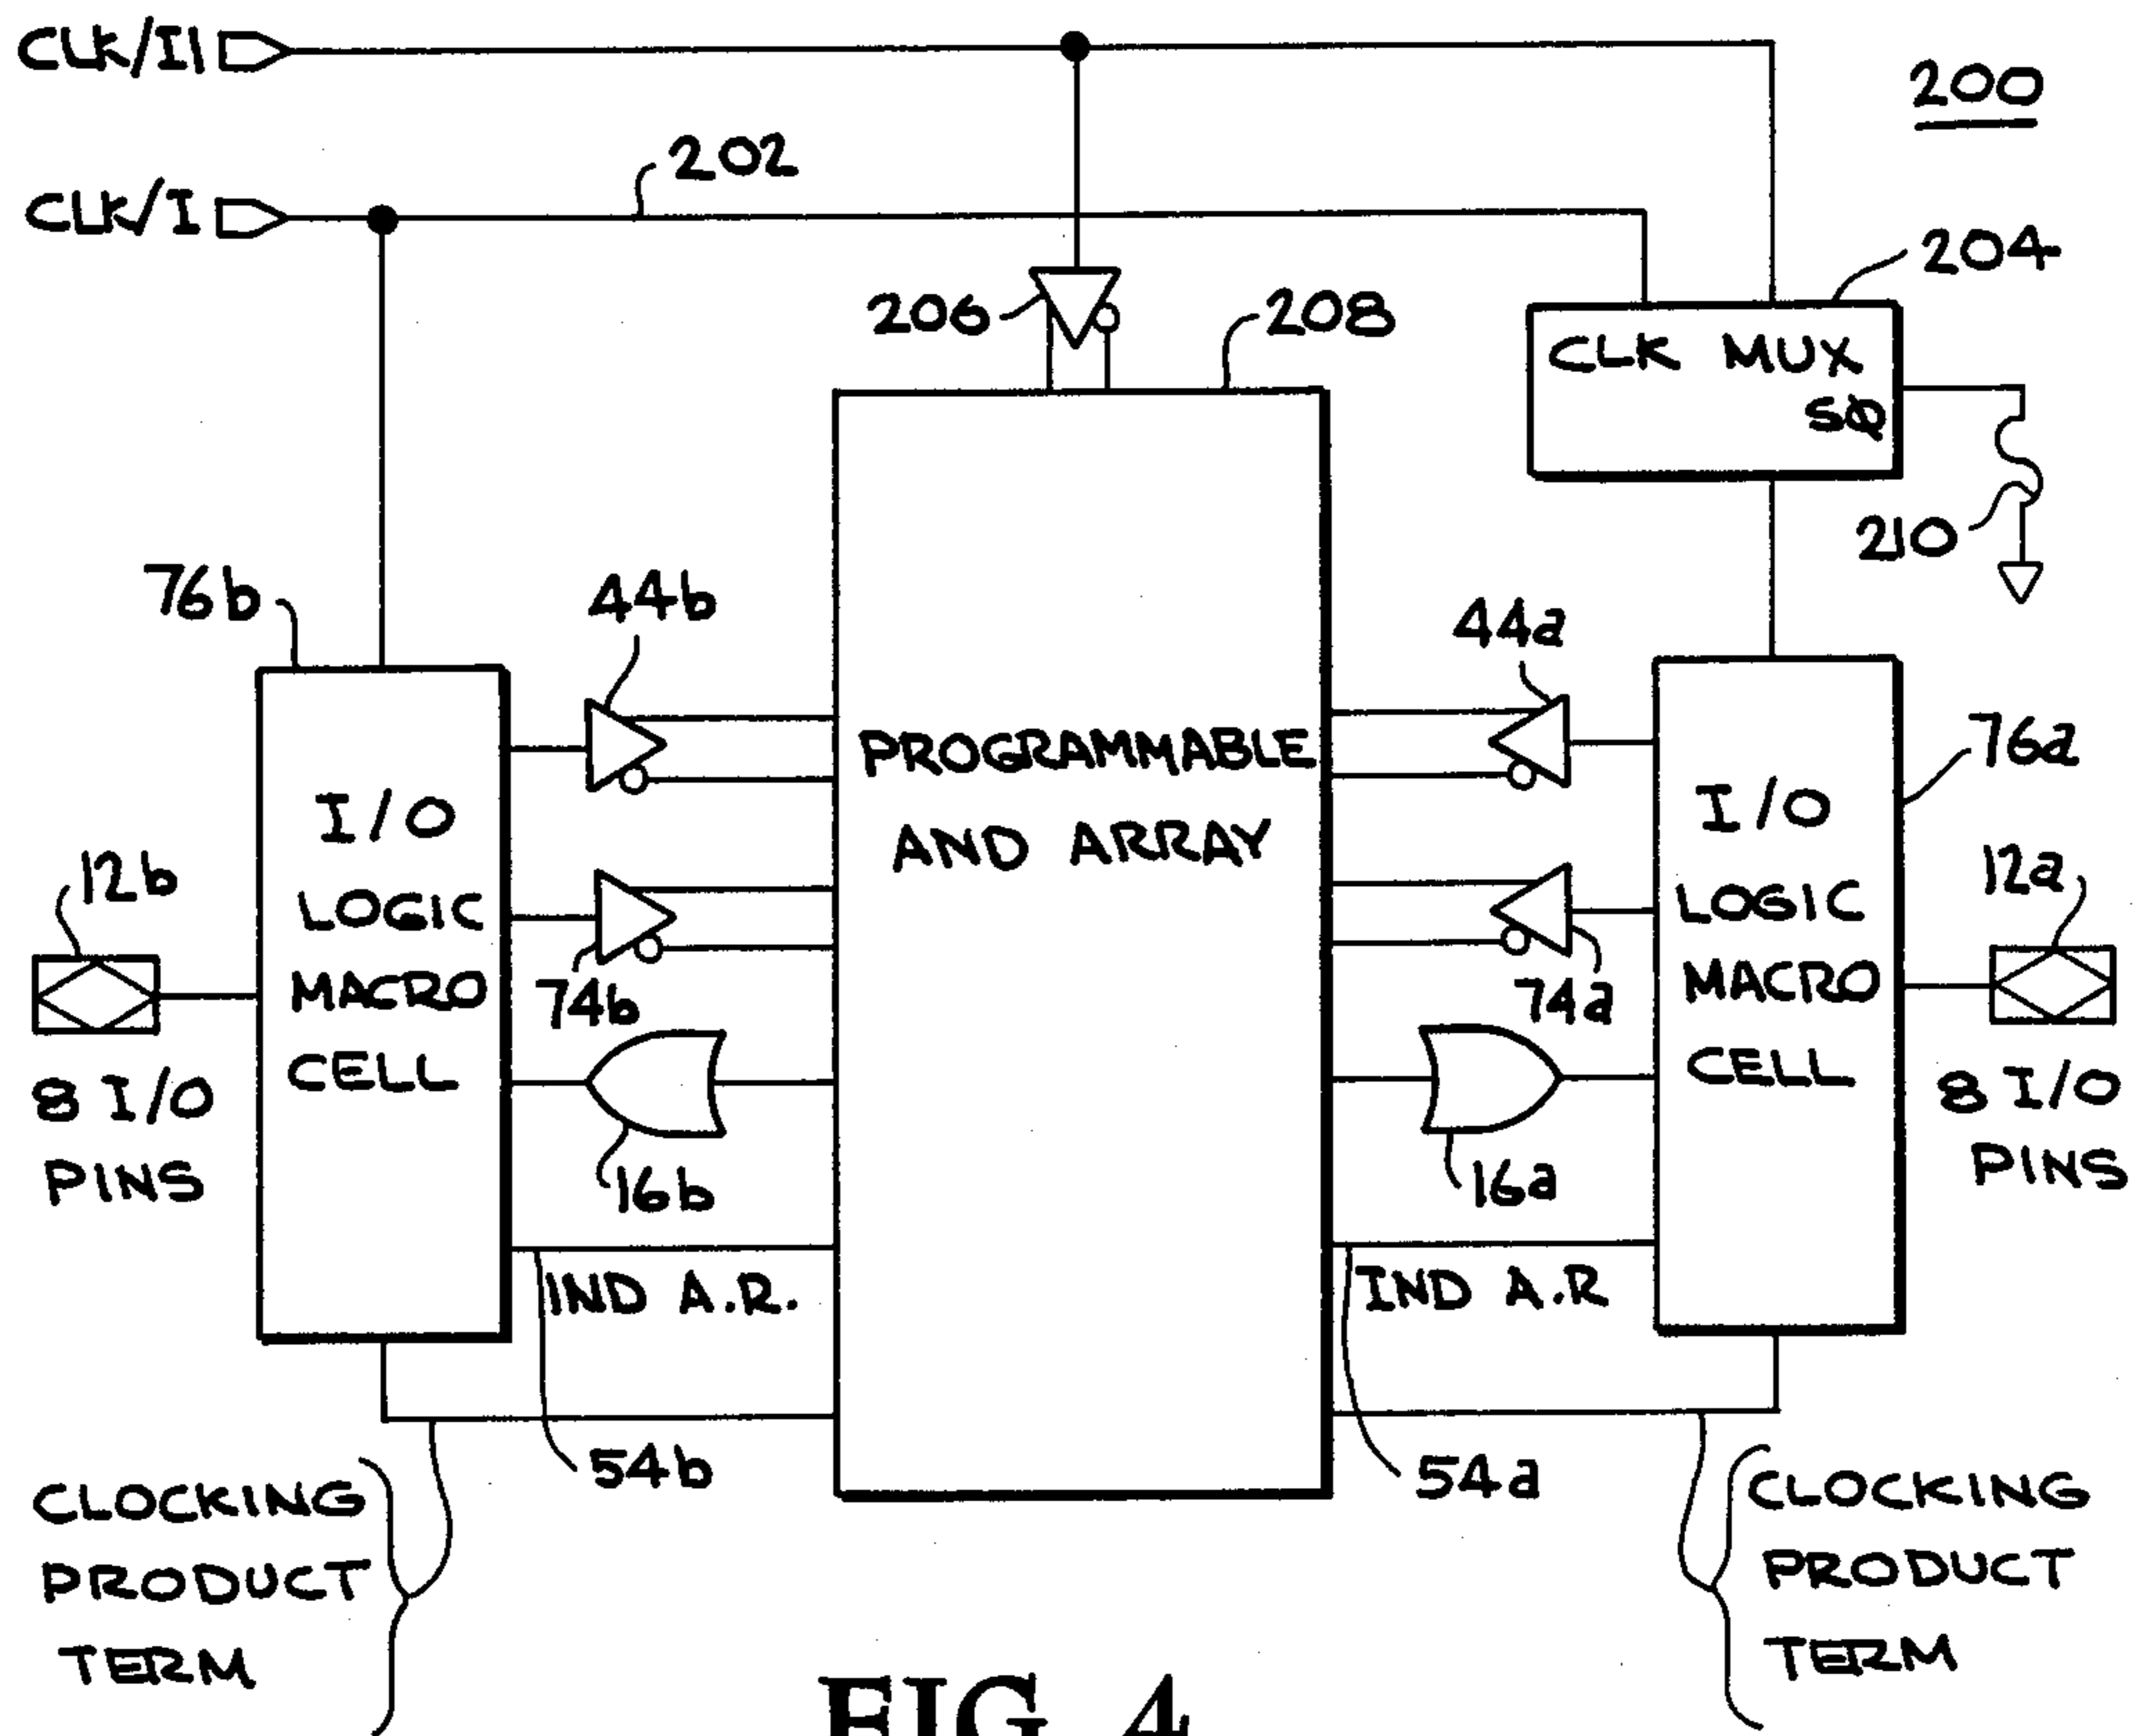 CLK/I1
200
202
CLK/I
204
206
208
CLK MUX
SØ
210
76b
44b
44a
PROGRAMMABLE
AND ARRAY
76a
I/O
LOGIC
MACRO
CELL
I/O
LOGIC
MACRO
CELL
12b
12a
74b
74a
8 I/O
PINS
8 I/O
PINS
16b
16a
IND A.R.
IND A.R
54b
54a
CLOCKING
PRODUCT
TERM
CLOCKING
PRODUCT
TERM
FIG. 4